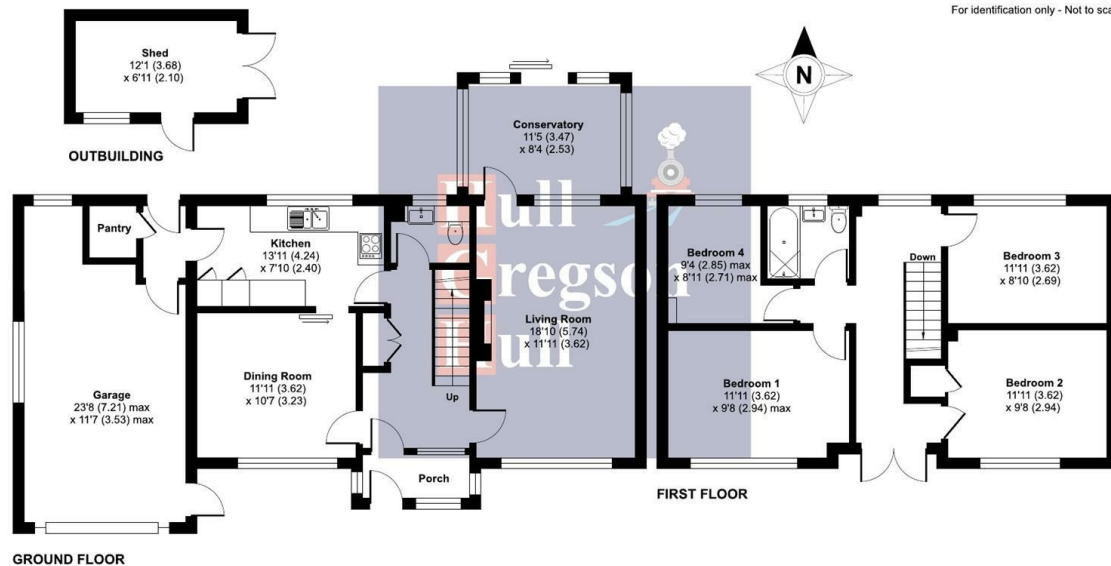 For identification only - Not to sca
Shed
12'1 (3.68)
x 6'11 (2.10)
OUTBUILDING
N
Conservatory
11'5 (3.47)
x 8'4 (2.53)
Hull
Gregson
Hull
Pantry
Kitchen
13'11 (4.24)
x 7'10 (2.40)
Living Room
18'10 (5.74)
x 11'11 (3.62)
Dining Room
11'11 (3.62)
x 10'7 (3.23)
Garage
23'8 (7.21) max
x 11'7 (3.53) max
Up
Porch
GROUND FLOOR
Bedroom 4
9'4 (2.85) max
x 8'11 (2.71) max
Down
Bedroom 3
11'11 (3.62)
x 8'10 (2.69)
Bedroom 1
11'11 (3.62)
x 9'8 (2.94) max
Bedroom 2
11'11 (3.62)
x 9'8 (2.94)
FIRST FLOOR